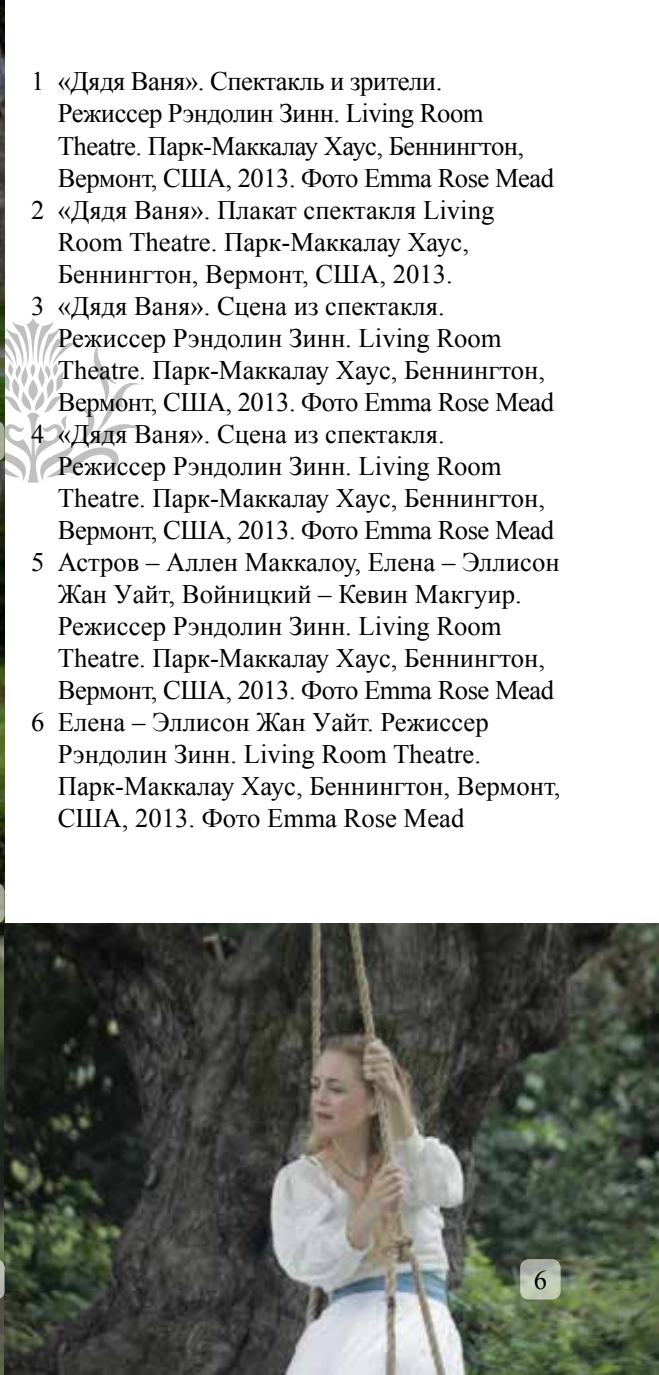 1 «Дядя Ваня». Спектакль и зрители.
Режиссер Рэндолин Зинн. Living Room
Theatre. Парк-Маккалау Хаус, Беннингтон,
Вермонт, США, 2013. Фото Emma Rose Mead
2 «Дядя Ваня». Плакат спектакля Living
Room Theatre. Парк-Маккалау Хаус,
Беннингтон, Вермонт, США, 2013.
3 «Дядя Ваня». Сцена из спектакля.
Режиссер Рэндолин Зинн. Living Room
Theatre. Парк-Маккалау Хаус, Беннингтон,
Вермонт, США, 2013. Фото Emma Rose Mead
4 «Дядя Ваня». Сцена из спектакля.
Режиссер Рэндолин Зинн. Living Room
Theatre. Парк-Маккалау Хаус, Беннингтон,
Вермонт, США, 2013. Фото Emma Rose Mead
5 Астров – Аллен Маккалоу, Елена – Эллисон
Жан Уайт, Войницкий – Кевин Макгуир.
Режиссер Рэндолин Зинн. Living Room
Theatre. Парк-Маккалау Хаус, Беннингтон,
Вермонт, США, 2013. Фото Emma Rose Mead
6 Елена – Эллисон Жан Уайт. Режиссер
Рэндолин Зинн. Living Room Theatre.
Парк-Маккалау Хаус, Беннингтон, Вермонт,
США, 2013. Фото Emma Rose Mead
6